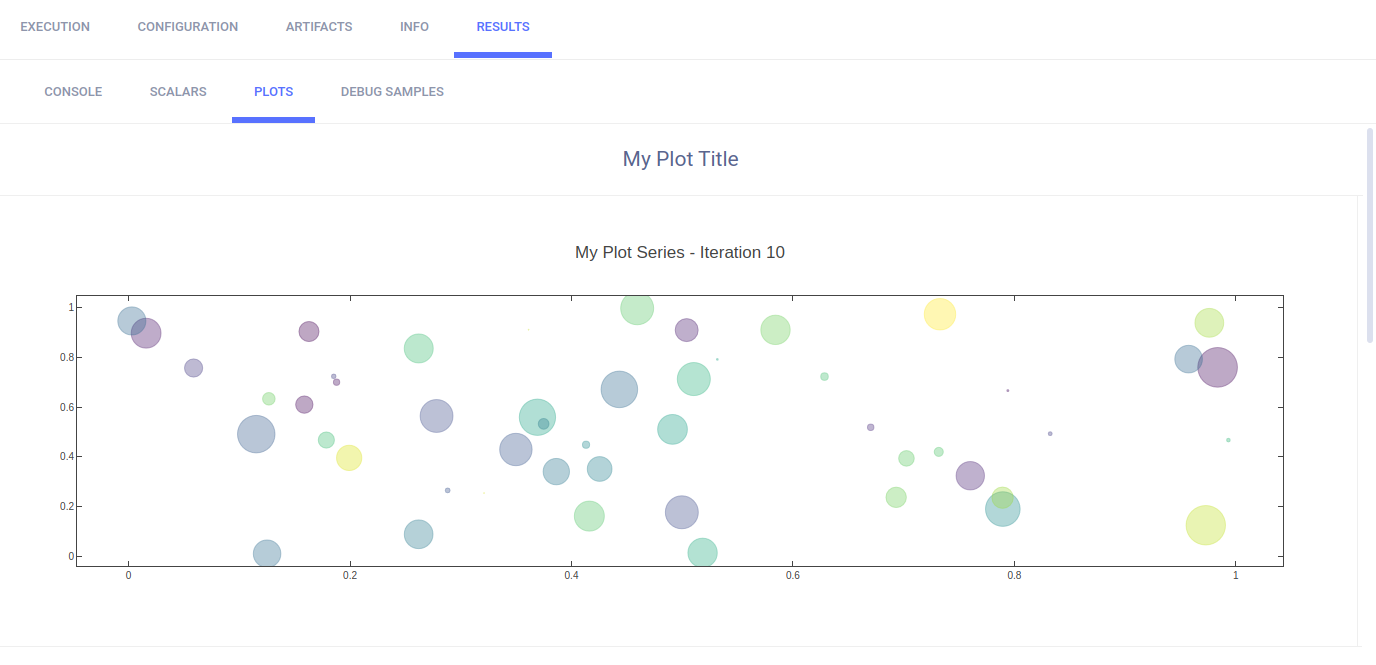 EXECUTION CONFIGURATION ARTIFACTS INFO RESULTS
CONSOLE SCALARS PLOTS DEBUG SAMPLES
My Plot Title
My Plot Series - Iteration 10
1
0.8
0.6
0.4
0.2
0
0 0.2 0.4 0.6 0.8 1